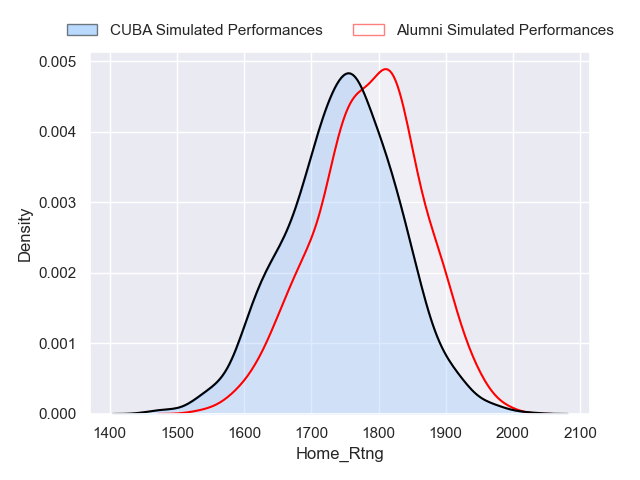 CUBA Simulated Performances
Alumni Simulated Performances
0.005
0.004
0.003
0.002
0.001
0.000
Density
1400 1500 1600 1700 1800 1900 2000 2100
Home_Rtng